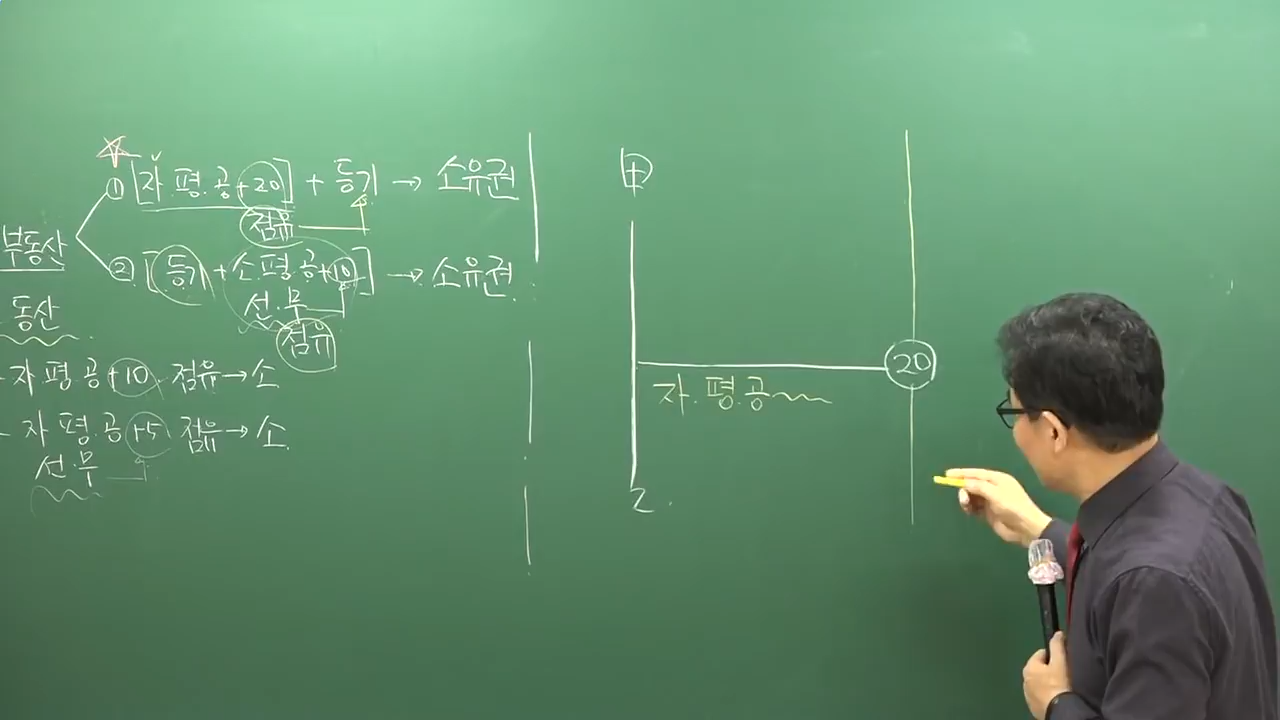 ① [자.평.공+20] + 등기 → 소유권
점유
부동산
② [등기+소.평.공+10] → 소유권
선.무
점유
동산
- 자평공+10 점유→소
- 자평.공+5 점유→소.
선.무
甲
20
자.평.공
乙